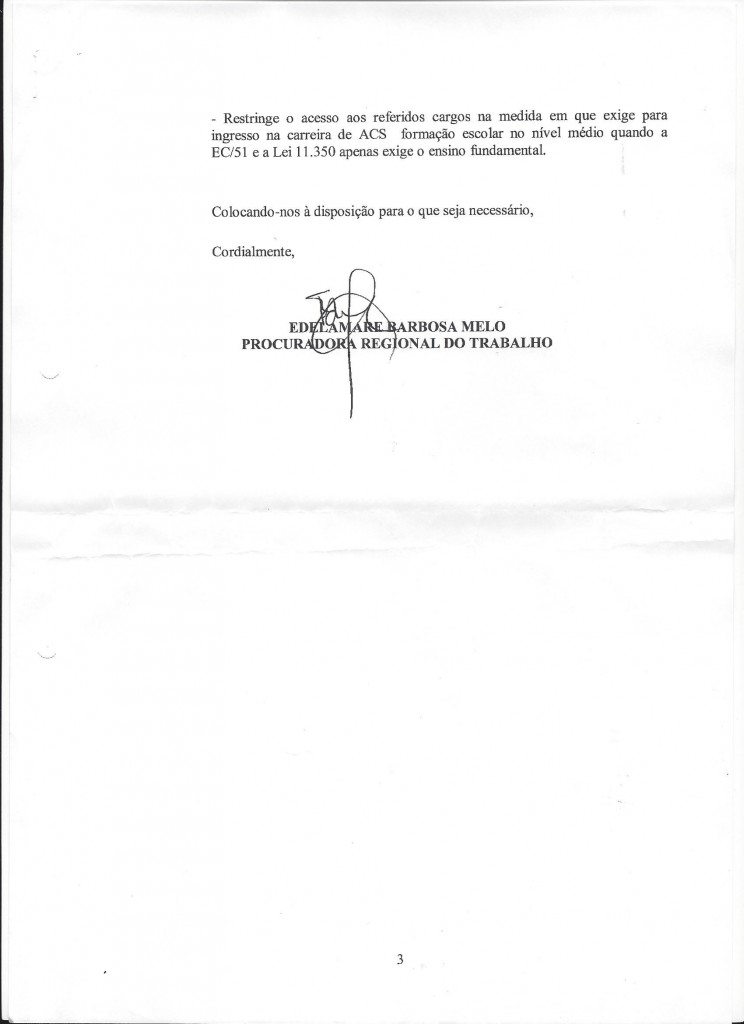 - Restringe o acesso aos referidos cargos na medida em que exige para
ingresso na carreira de ACS formação escolar no nível médio quando a
EC/51 e a Lei 11.350 apenas exige o ensino fundamental.
Colocando-nos à disposição para o que seja necessário,
Cordialmente,
EDELAMARE BARBOSA MELO
PROCURADORA REGIONAL DO TRABALHO
3